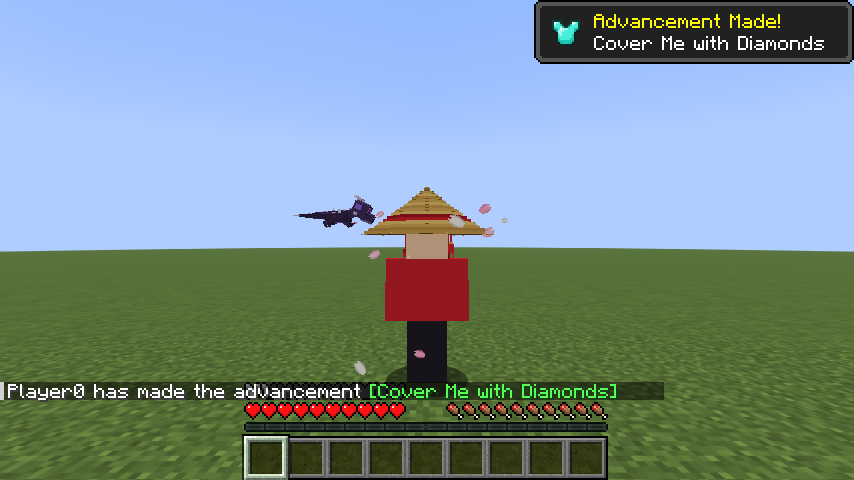 Advancement Made!
Cover Me with Diamonds
Player0 has made the advancement [Cover Me with Diamonds]